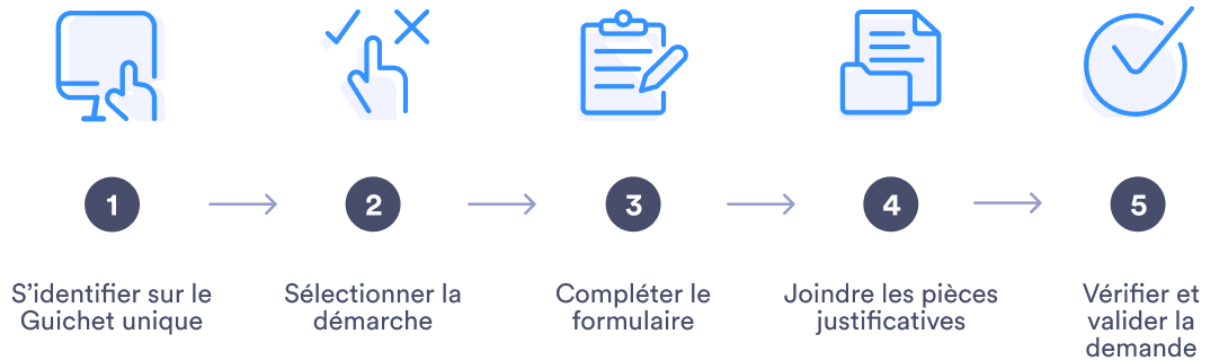 1
2
3
4
5
S’identifier sur le
Guichet unique
Sélectionner la
démarche
Compléter le
formulaire
Joindre les pièces
justificatives
Vérifier et
valider la
demande